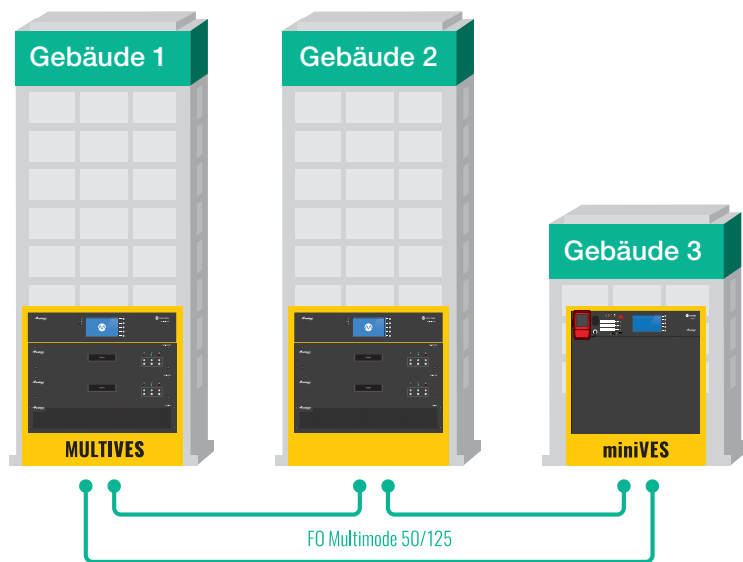 Gebäude 1
Gebäude 2
Gebäude 3
MULTIVES
miniVES
FO Multimode 50/125